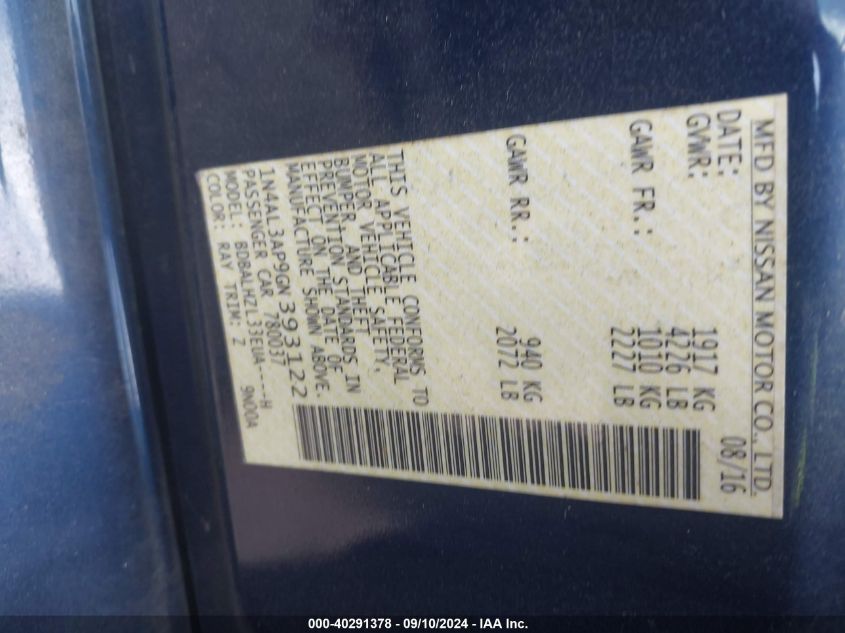 MFD BY NISSAN MOTOR CO., LTD.
DATE: 08/16
GVWR: 1917 KG
4226 LB
GAWR FR.: 1010 KG
2227 LB
GAWR RR.: 940 KG
2072 LB
THIS VEHICLE CONFORMS TO
ALL APPLICABLE FEDERAL
MOTOR VEHICLE SAFETY,
BUMPER, AND THEFT
PREVENTION STANDARDS IN
EFFECT ON THE DATE OF
MANUFACTURE SHOWN ABOVE.
1N4AL3AP9GN393122
PASSENGER CAR 780037
MODEL: BDBALHZL33EUA----H
COLOR: RAY TRIM: Z 9N00A
000-40291378 - 09/10/2024 - IAA Inc.